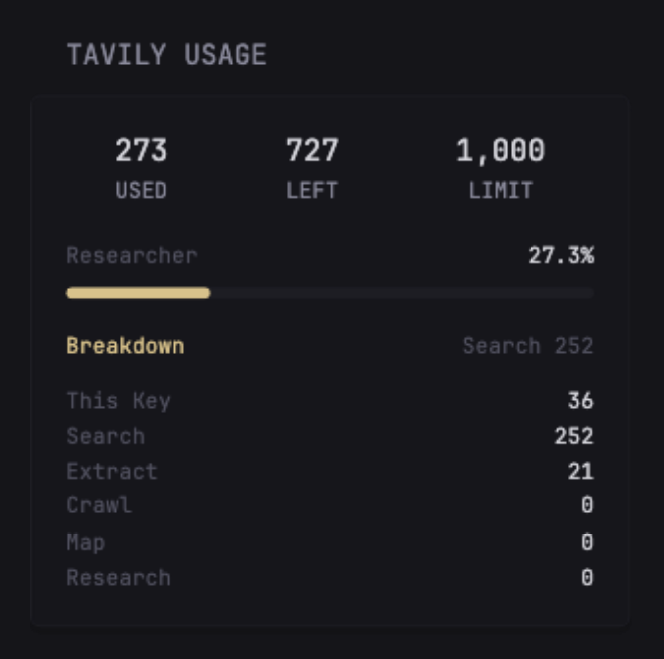 TAVILY USAGE
273 727 1,000
USED LEFT LIMIT
Researcher 27.3%
Breakdown Search 252
This Key 36
Search 252
Extract 21
Crawl 0
Map 0
Research 0